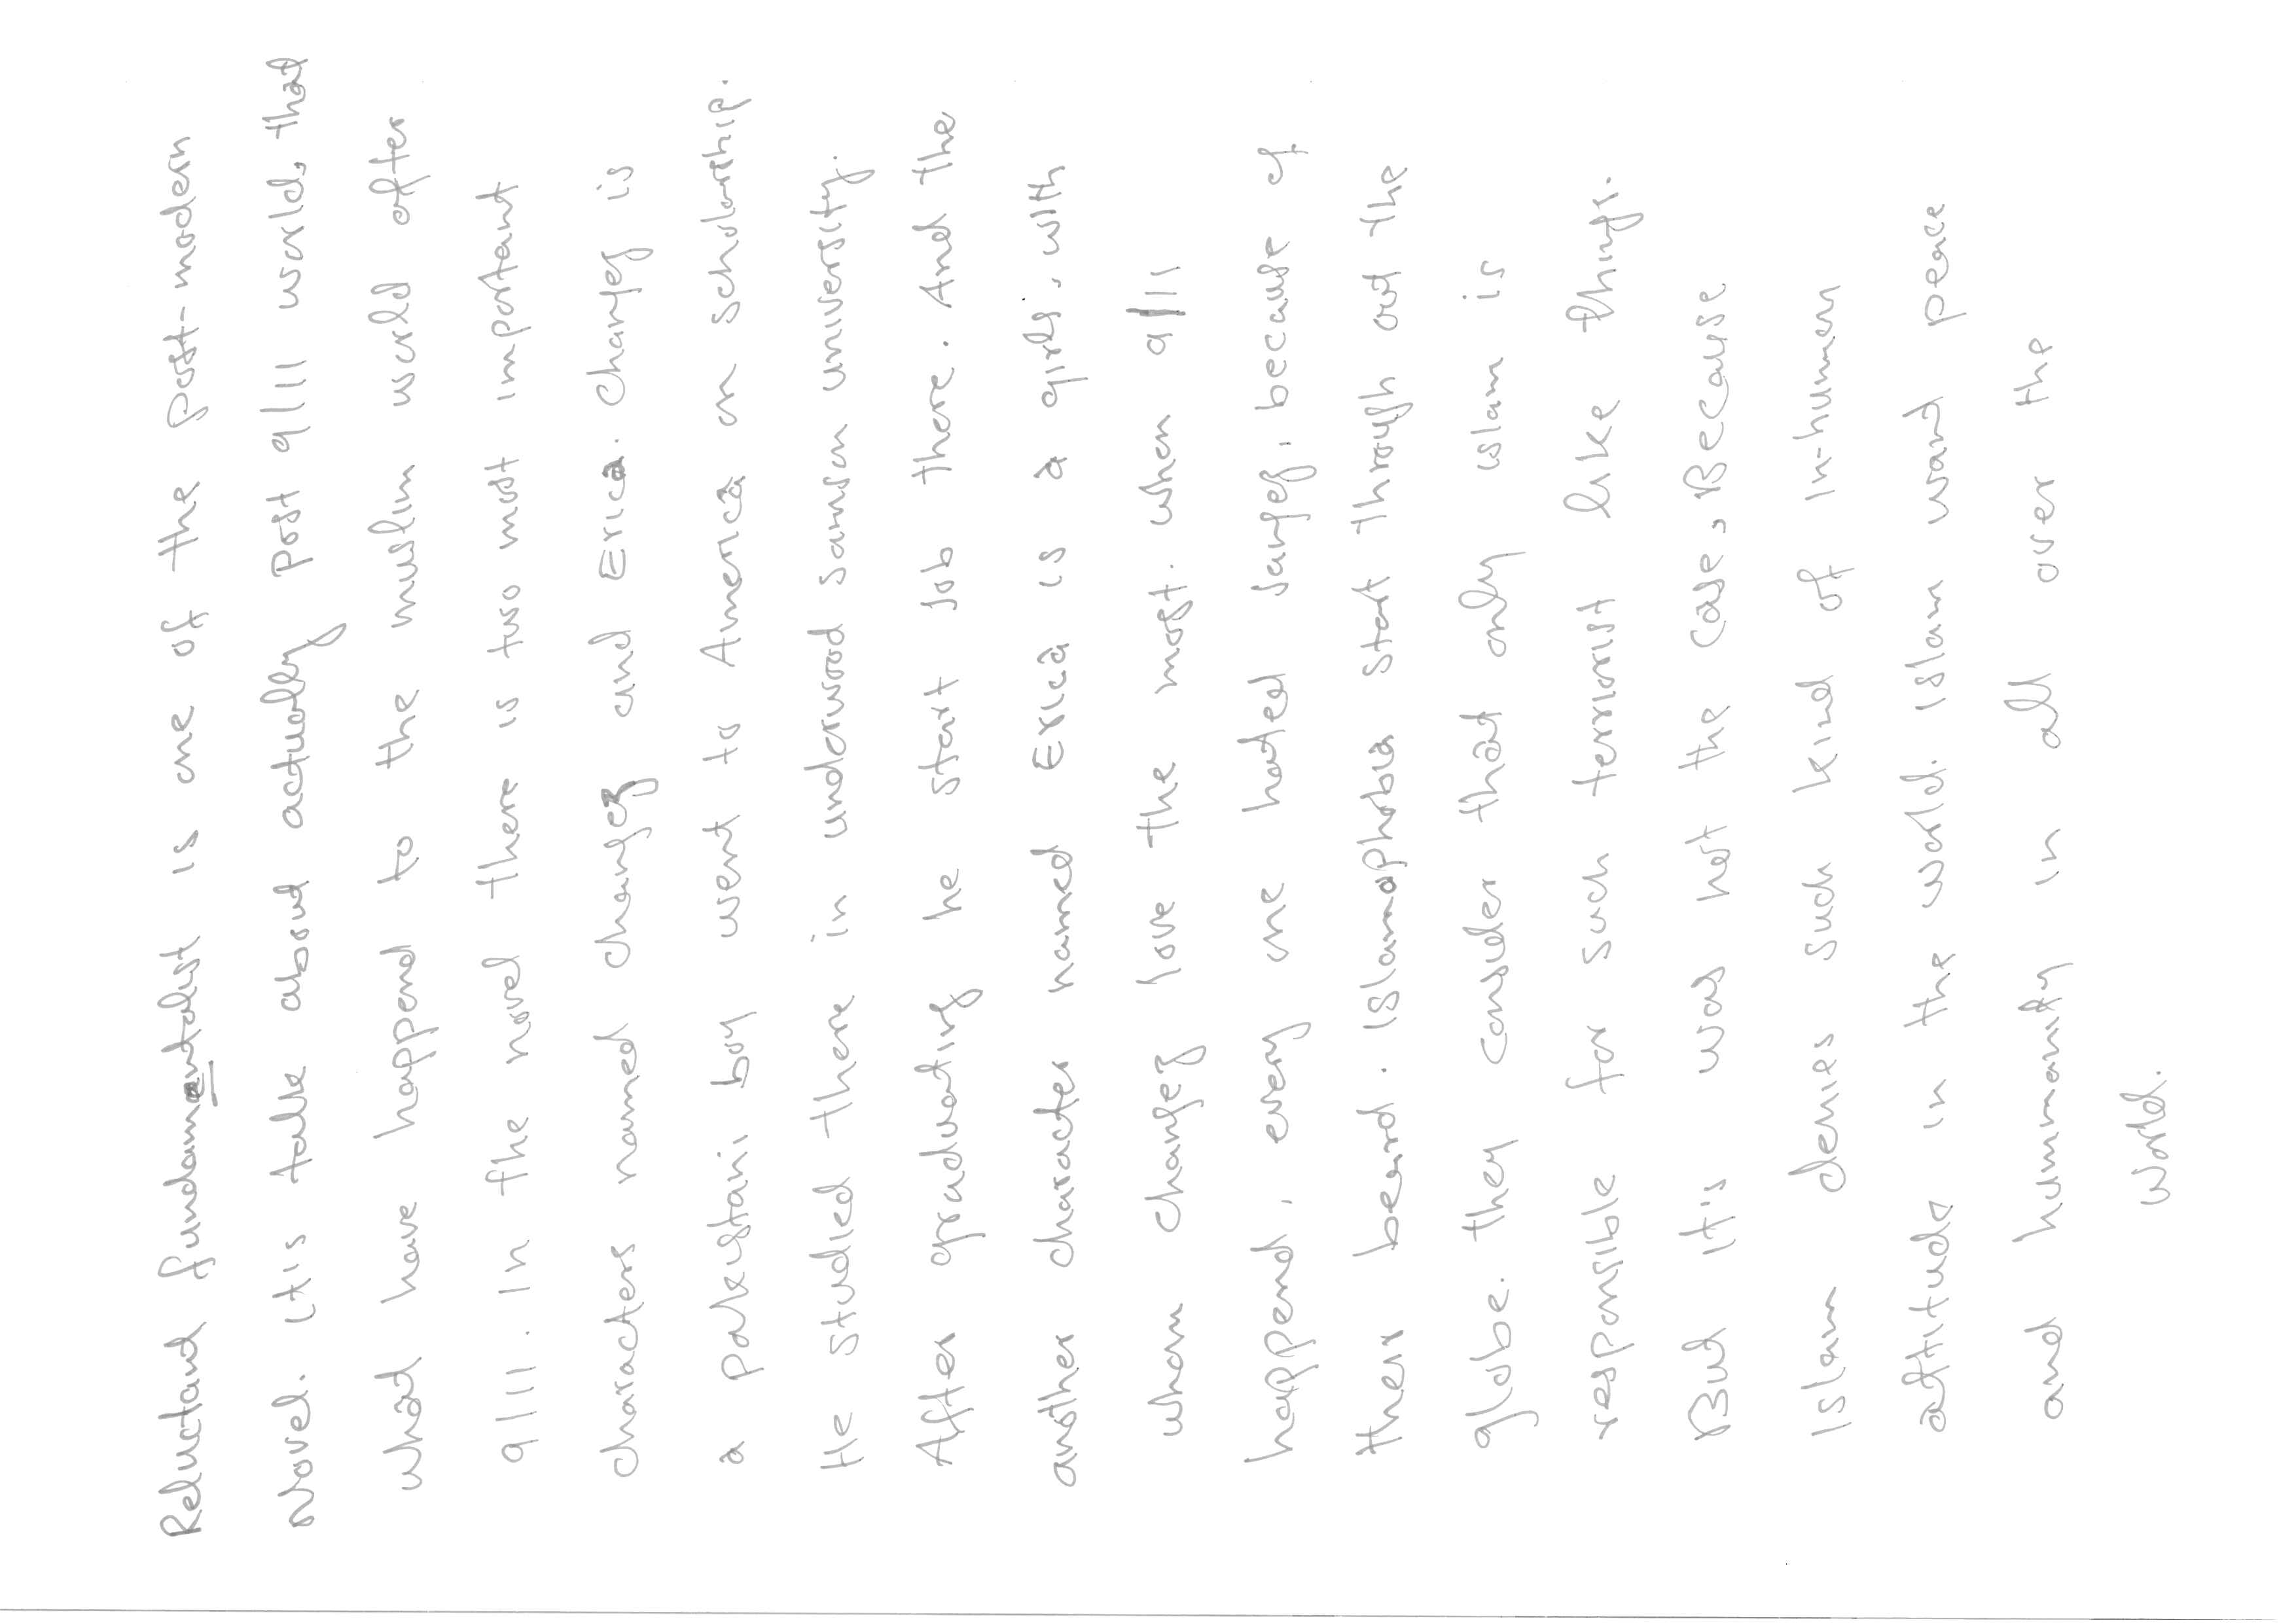 Reluctant fundamentalist is one of the post-modern
Novel. It's talk about actually post 9/11 world, that
what have happend to the muslim world after
9/11. In the novel there is two most important
characters named changez and Erica. Changez is
a pakistani boy went to America on scholarship.
He studied there in underwood samson university.
After graduating he start Job there. And the
another character named Erica is a girls. with
whom changez love the most. when 9/11
happend, every one hated Jangez, because of
their beard. Islamophobia start through out the
globe. they consider that only islam is
responsible for such terriorist like things.
But it's was not the case, Because
Islam denies such kind of in-human
attitude in the world. Islam want peace
and hummanity in all over the
world.